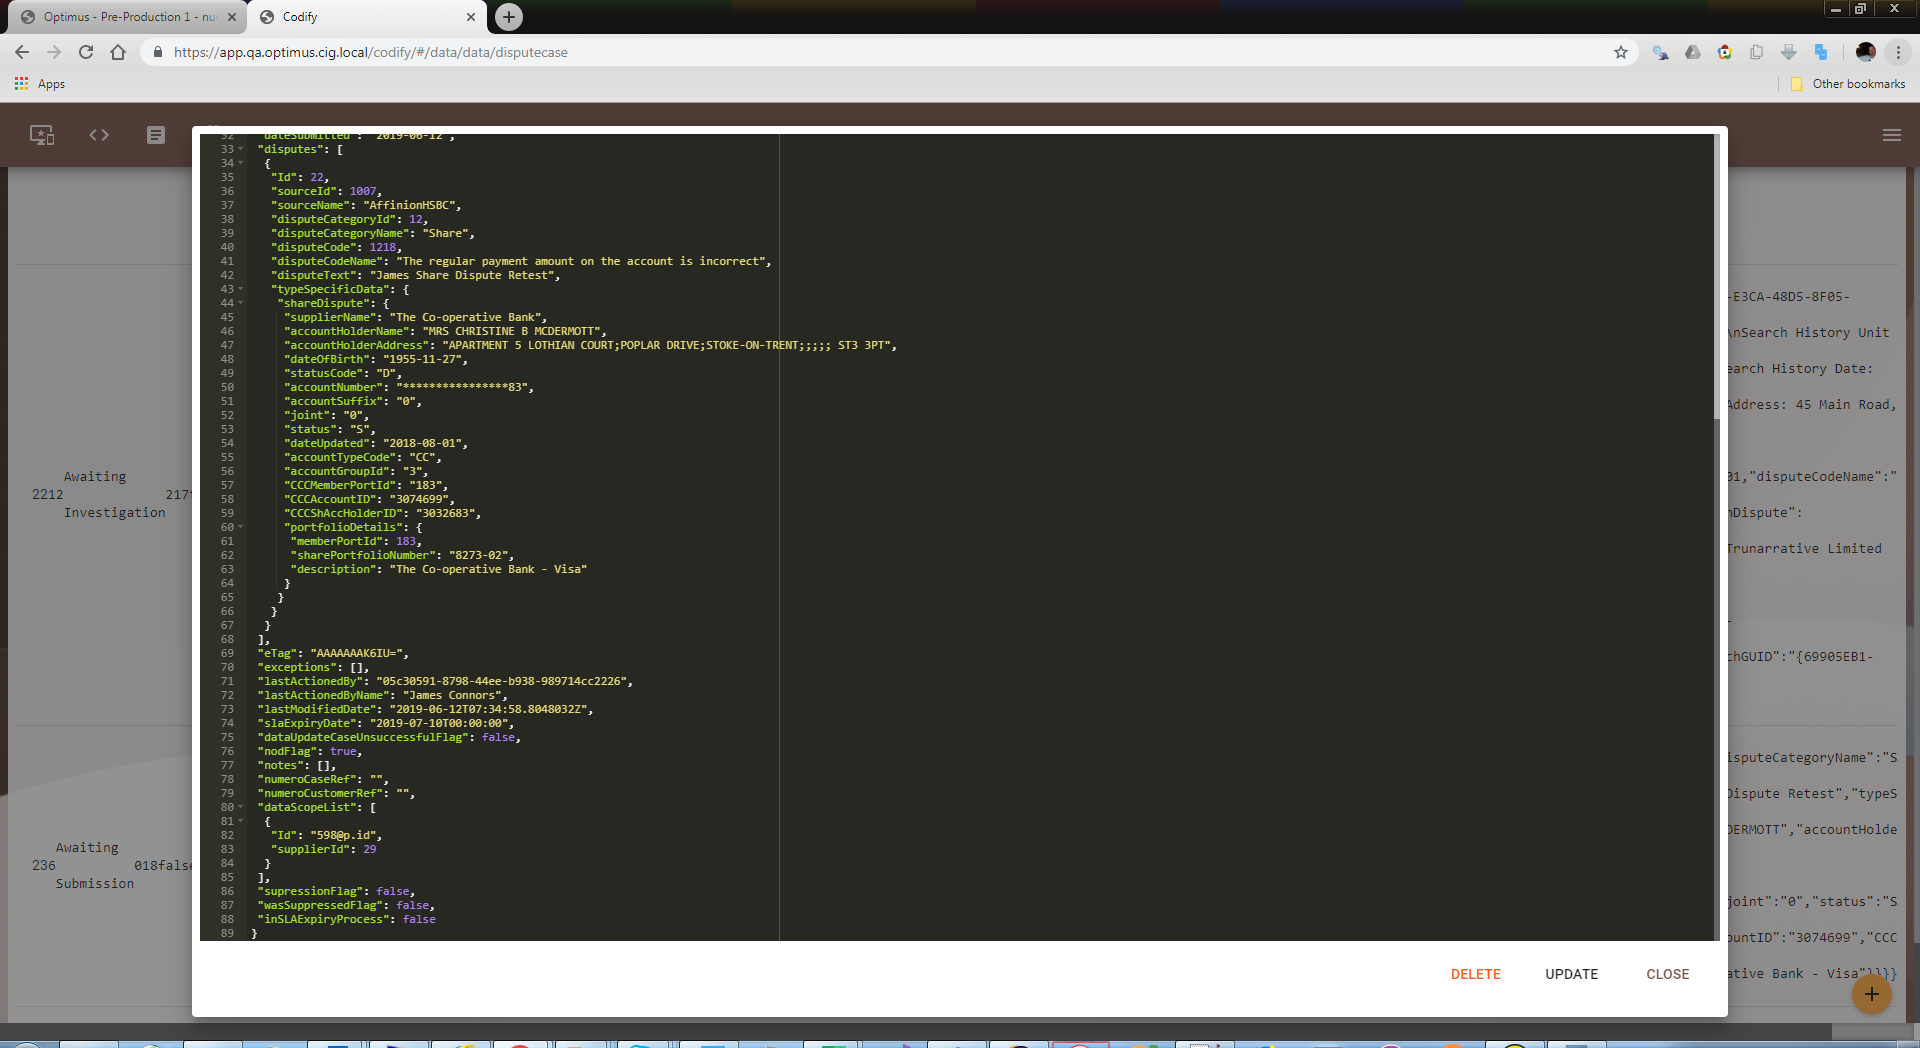 Optimus - Pre-Production 1 - nu
Codify
https://app.qa.optimus.cig.local/codify/#/data/data/disputecase
Apps
Other bookmarks
32 "dateSubmitted": "2019-06-12",
33 "disputes": [
34 {
35 "Id": 22,
36 "sourceId": 1007,
37 "sourceName": "AffinionHSBC",
38 "disputeCategoryId": 12,
39 "disputeCategoryName": "Share",
40 "disputeCode": 1218,
41 "disputeCodeName": "The regular payment amount on the account is incorrect",
42 "disputeText": "James Share Dispute Retest",
43 "typeSpecificData": {
44 "shareDispute": {
45 "supplierName": "The Co-operative Bank",
46 "accountHolderName": "MRS CHRISTINE B MCDERMOTT",
47 "accountHolderAddress": "APARTMENT 5 LOTHIAN COURT;POPLAR DRIVE;STOKE-ON-TRENT;;;;; ST3 3PT",
48 "dateOfBirth": "1955-11-27",
49 "statusCode": "D",
50 "accountNumber": "****************83",
51 "accountSuffix": "0",
52 "joint": "0",
53 "status": "S",
54 "dateUpdated": "2018-08-01",
55 "accountTypeCode": "CC",
56 "accountGroupId": "3",
57 "CCCMemberPortId": "183",
58 "CCCAccountID": "3074699",
59 "CCCShAccHolderID": "3032683",
60 "portfolioDetails": {
61 "memberPortId": 183,
62 "sharePortfolioNumber": "8273-02",
63 "description": "The Co-operative Bank - Visa"
64 }
65 }
66 }
67 }
68 ],
69 "eTag": "AAAAAAAK6IU=",
70 "exceptions": [],
71 "lastActionedBy": "05c30591-8798-44ee-b938-989714cc2226",
72 "lastActionedByName": "James Connors",
73 "lastModifiedDate": "2019-06-12T07:34:58.8048032Z",
74 "slaExpiryDate": "2019-07-10T00:00:00",
75 "dataUpdateCaseUnsuccessfulFlag": false,
76 "nodFlag": true,
77 "notes": [],
78 "numeroCaseRef": "",
79 "numeroCustomerRef": "",
80 "dataScopeList": [
81 {
82 "Id": "598@p.id",
83 "supplierId": 29
84 }
85 ],
86 "supressionFlag": false,
87 "wasSuppressedFlag": false,
88 "inSLAExpiryProcess": false
89 }
DELETE UPDATE CLOSE
Awaiting
2212 217
Investigation
Awaiting
236 018false
Submission
-E3CA-48D5-8F05-
\nSearch History Unit
earch History Date:
Address: 45 Main Road,
01,"disputeCodeName":"
nDispute":
Trunarrative Limited
chGUID":"{69905EB1-
isputeCategoryName":"S
Dispute Retest","typeS
DERMOTT","accountHolde
joint":"0","status":"S
ountID":"3074699","CCC
ative Bank - Visa"}}}}